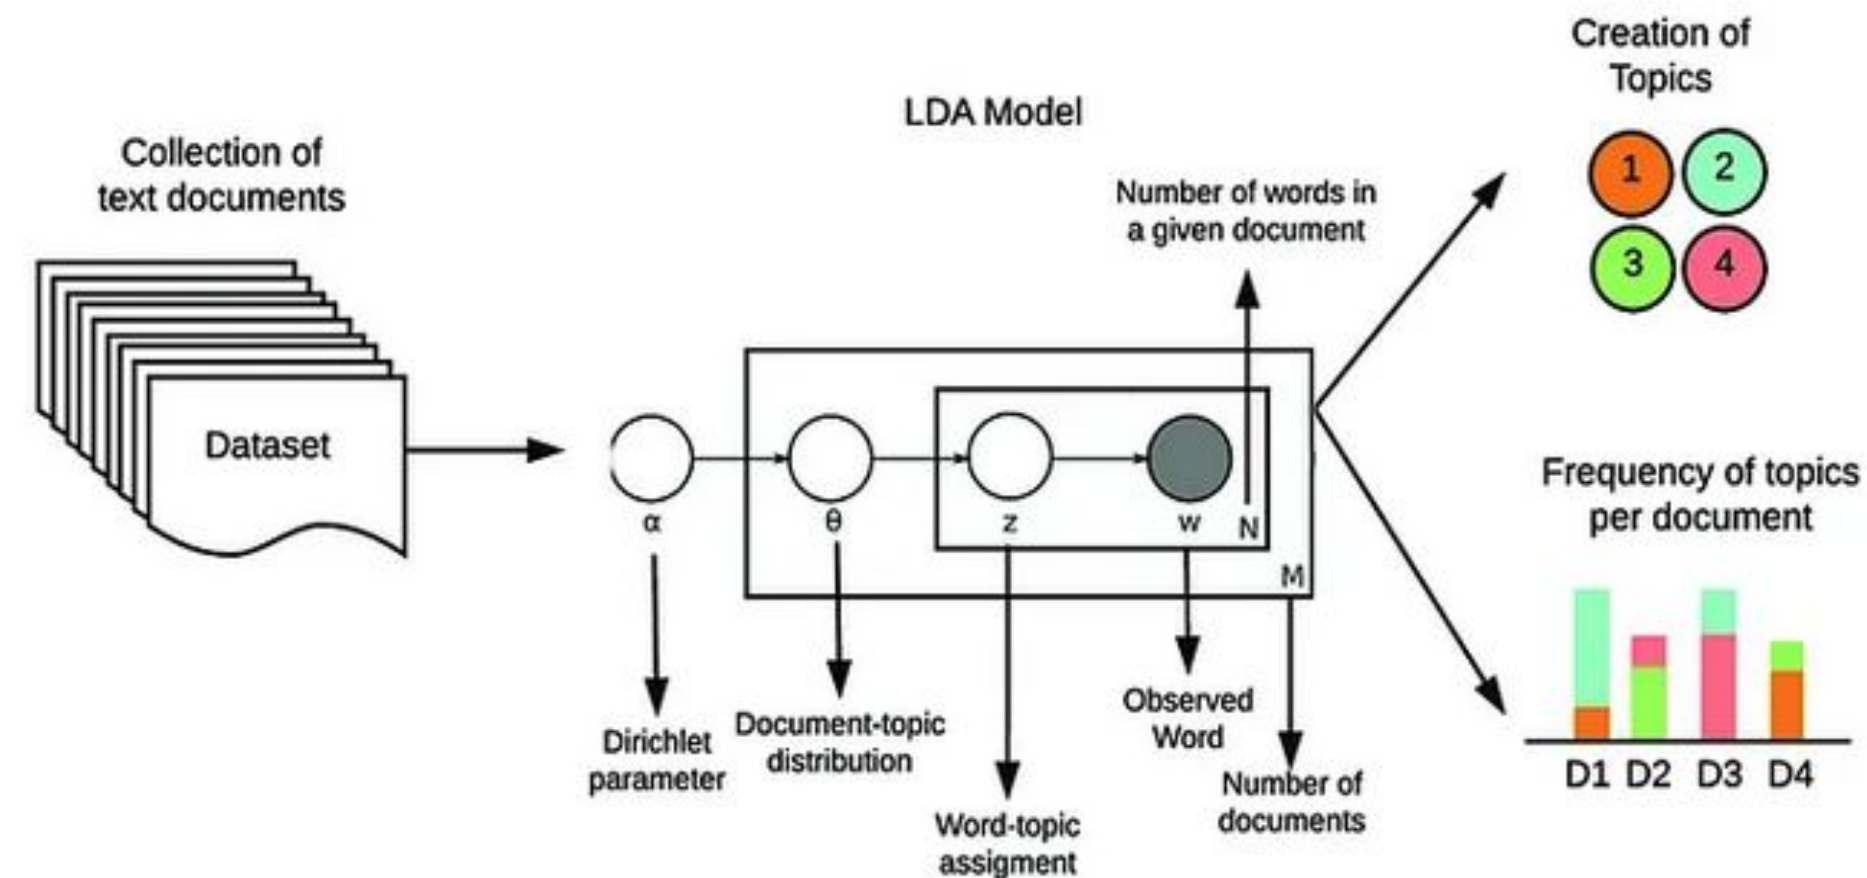 Collection of
text documents
Dataset
LDA Model
Number of words in
a given document
α
θ
z
w
N
M
Dirichlet
parameter
Document-topic
distribution
Word-topic
assigment
Observed
Word
Number of
documents
Creation of
Topics
1
2
3
4
Frequency of topics
per document
D1 D2 D3 D4